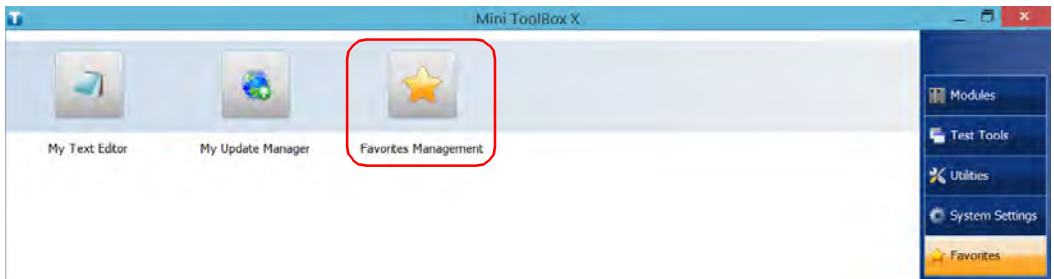 Mini ToolBox X
My Text Editor
My Update Manager
Favorites Management
Modules
Test Tools
Utilities
System Settings
Favorites